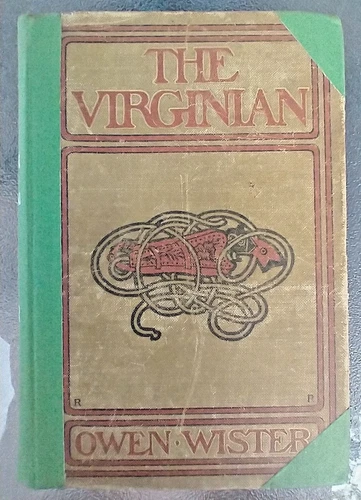 THE
VIRGINIAN
R B
OWEN · WISTER